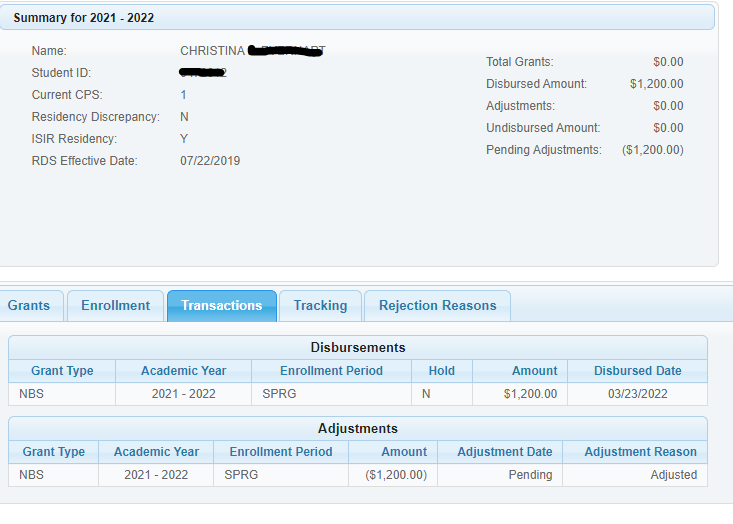 Summary for 2021 - 2022
Name: CHRISTINA
Student ID:
Current CPS: 1
Residency Discrepancy: N
ISIR Residency: Y
RDS Effective Date: 07/22/2019
Total Grants: $0.00
Disbursed Amount: $1,200.00
Adjustments: $0.00
Undisbursed Amount: $0.00
Pending Adjustments: ($1,200.00)
Grants Enrollment Transactions Tracking Rejection Reasons
Disbursements
Grant Type Academic Year Enrollment Period Hold Amount Disbursed Date
NBS 2021 - 2022 SPRG N $1,200.00 03/23/2022
Adjustments
Grant Type Academic Year Enrollment Period Amount Adjustment Date Adjustment Reason
NBS 2021 - 2022 SPRG ($1,200.00) Pending Adjusted